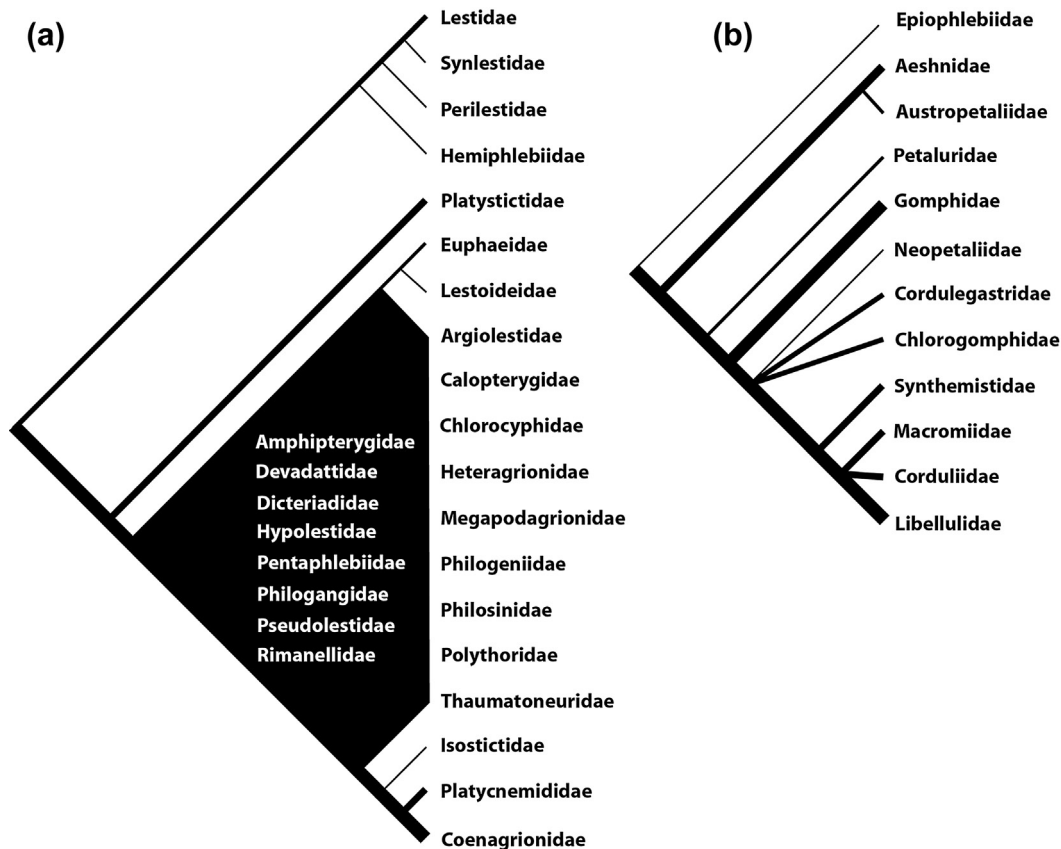 (a)
Lestidae
Synlestidae
Perilestidae
Hemiphlebiidae
Platystictidae
Euphaeidae
Lestoideidae
Argiolestidae
Calopterygidae
Chlorocyphidae
Heteragrionidae
Megapodagrionidae
Philogeniidae
Philosinidae
Polythoridae
Thaumatoneuridae
Isostictidae
Platycnemididae
Coenagrionidae
Amphipterygidae
Devadattidae
Dicteriadidae
Hypolestidae
Pentaphlebiidae
Philogangidae
Pseudolestidae
Rimanellidae
(b)
Epiophlebiidae
Aeshnidae
Austropetaliidae
Petaluridae
Gomphidae
Neopetaliidae
Cordulegastridae
Chlorogomphidae
Synthemistidae
Macromiidae
Corduliidae
Libellulidae